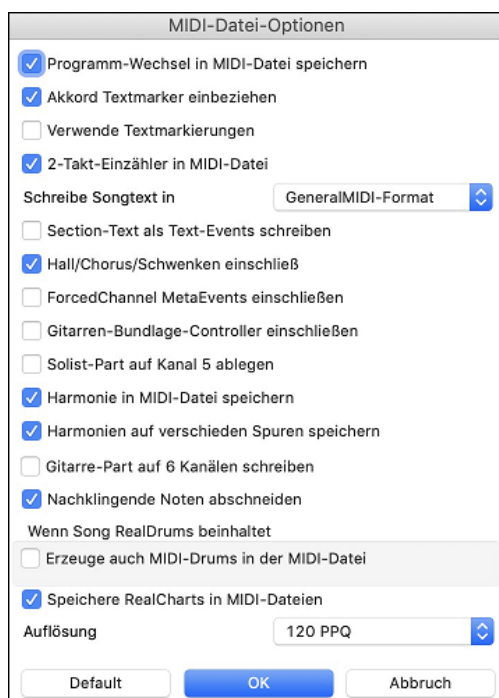 MIDI-Datei-Optionen
Programm-Wechsel in MIDI-Datei speichern
Akkord Textmarker einbeziehen
Verwende Textmarkierungen
2-Takt-Einzähler in MIDI-Datei
Schreibe Songtext in GeneralMIDI-Format
Section-Text als Text-Events schreiben
Hall/Chorus/Schwenken einschließ
ForcedChannel MetaEvents einschließen
Gitarren-Bundlage-Controller einschließen
Solist-Part auf Kanal 5 ablegen
Harmonie in MIDI-Datei speichern
Harmonien auf verschieden Spuren speichern
Gitarre-Part auf 6 Kanälen schreiben
Nachklingende Noten abschneiden
Wenn Song RealDrums beinhaltet
Erzeuge auch MIDI-Drums in der MIDI-Datei
Speichere RealCharts in MIDI-Dateien
Auflösung 120 PPQ
Default OK Abbruch